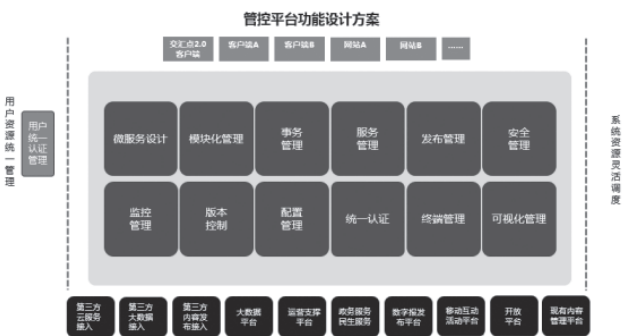 管控平台功能设计方案
交汇点2.0
客户端
客户端A
客户端B
网站A
网站B
......
用户资源统一管理
用户
统一
认证
管理
微服务设计
模块化管理
事务
管理
服务
管理
发布管理
安全
管理
监控
管理
版本
控制
配置
管理
统一认证
终端管理
可视化管理
系统资源灵活调度
第三方
云服务
接入
第三方
大数据
接入
第三方
内容发
布接入
大数据
平台
运营支撑
平台
政务服务
民生服务
数字报发
布平台
移动互动
活动平台
开放
平台
现有内容
管理平台